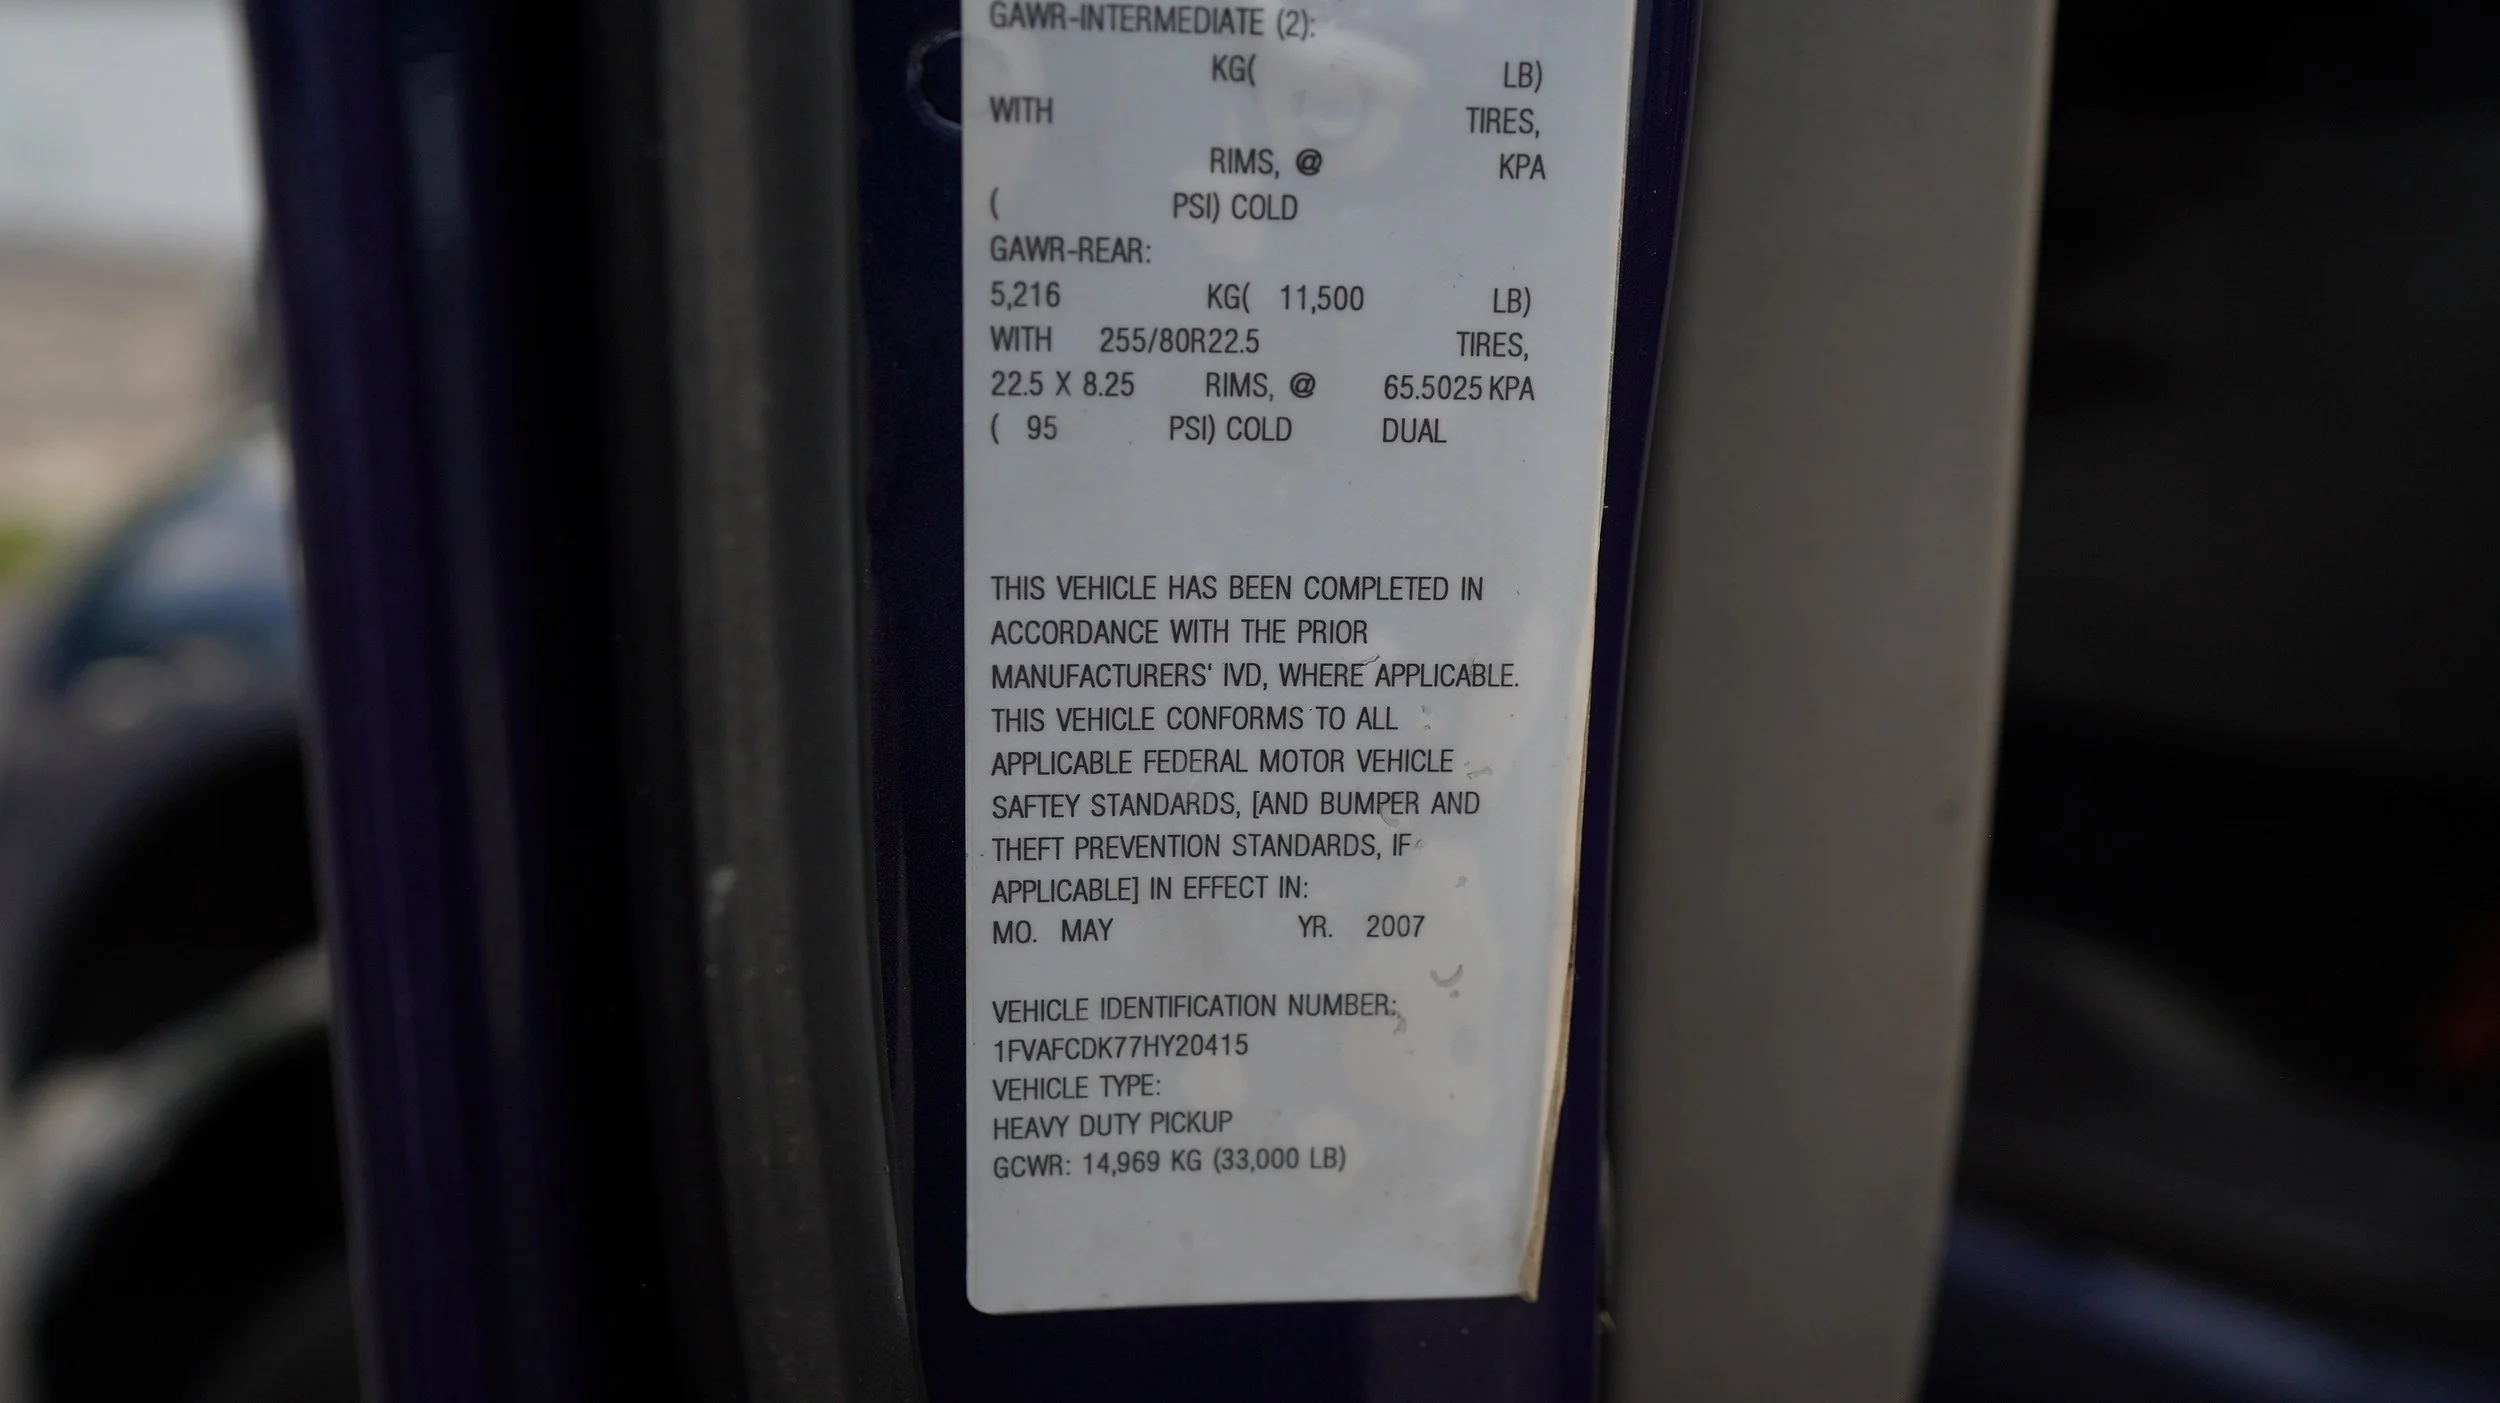 GAWR-INTERMEDIATE (2):
KG( LB)
WITH TIRES,
RIMS, @ KPA
( PSI) COLD
GAWR-REAR:
5,216 KG( 11,500 LB)
WITH 255/80R22.5 TIRES,
22.5 X 8.25 RIMS, @ 65.5025 KPA
( 95 PSI) COLD DUAL
THIS VEHICLE HAS BEEN COMPLETED IN
ACCORDANCE WITH THE PRIOR
MANUFACTURERS' IVD, WHERE APPLICABLE.
THIS VEHICLE CONFORMS TO ALL
APPLICABLE FEDERAL MOTOR VEHICLE
SAFTEY STANDARDS, [AND BUMPER AND
THEFT PREVENTION STANDARDS, IF
APPLICABLE] IN EFFECT IN:
MO. MAY YR. 2007
VEHICLE IDENTIFICATION NUMBER:
1FVAFCDK77HY20415
VEHICLE TYPE:
HEAVY DUTY PICKUP
GCWR: 14,969 KG (33,000 LB)